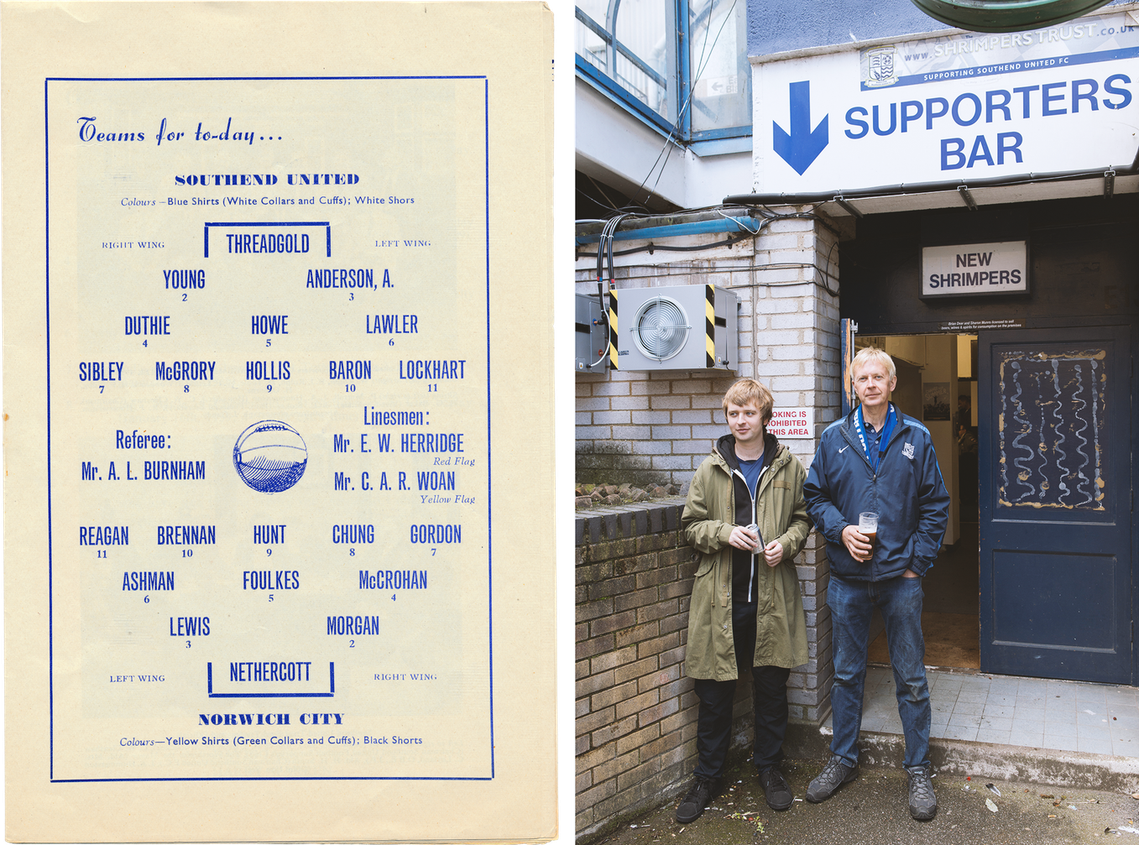 Teams for to-day...
SOUTHEND UNITED
Colours—Blue Shirts (White Collars and Cuffs); White Shors
RIGHT WING THREADGOLD LEFT WING
YOUNG ANDERSON, A.
2 3
DUTHIE HOWE LAWLER
4 5 6
SIBLEY McGRORY HOLLIS BARON LOCKHART
7 8 9 10 11
Referee:
Mr. A. L. BURNHAM
Linesmen:
Mr. E. W. HERRIDGE
Red Flag
Mr. C. A. R. WOAN
Yellow Flag
REAGAN BRENNAN HUNT CHUNG GORDON
11 10 9 8 7
ASHMAN FOULKES McCROHAN
6 5 4
LEWIS MORGAN
3 2
LEFT WING NETHERCOTT RIGHT WING
NORWICH CITY
Colours—Yellow Shirts (Green Collars and Cuffs); Black Shorts
www.SHRIMPERSTRUST.co.uk
SUPPORTING SOUTHEND UNITED FC
SUPPORTERS
BAR
NEW
SHRIMPERS
OKING IS
ROHIBITED
THIS AREA